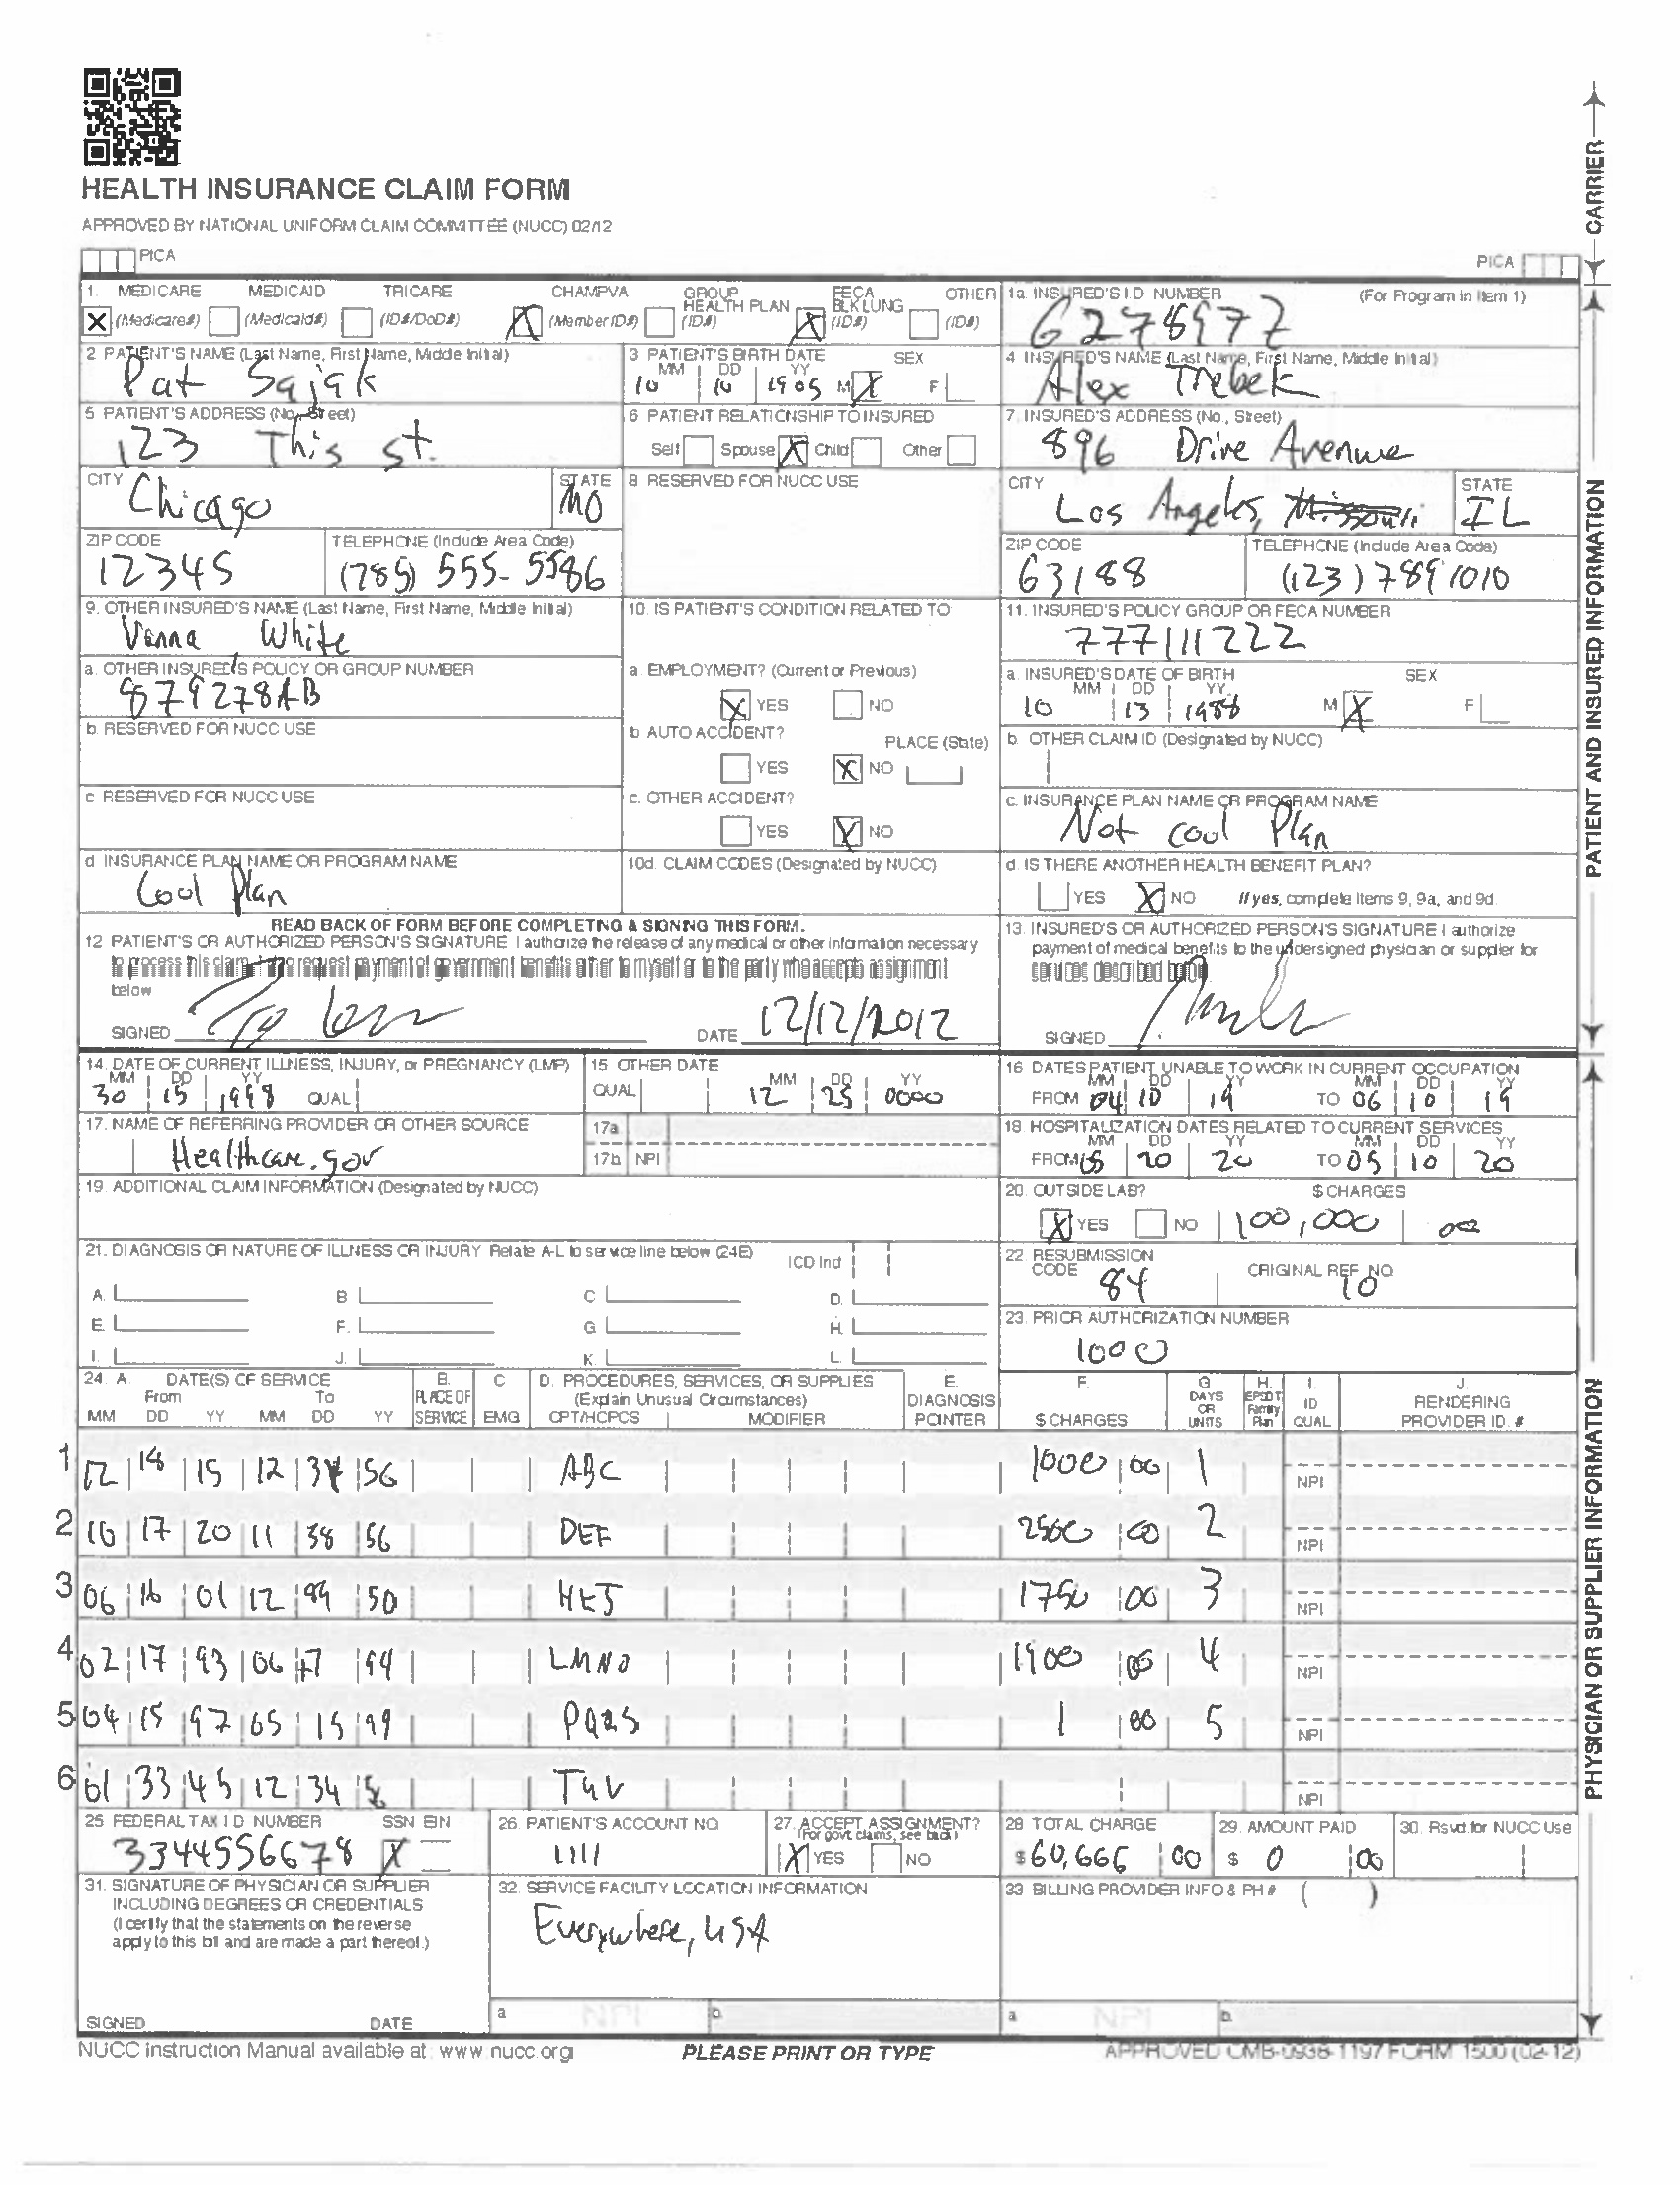 HEALTH INSURANCE CLAIM FORM
APPROVED BY NATIONAL UNIFORM CLAIM COMMITTEE (NUCC) 02/12
PICA
PICA
CARRIER
1. MEDICARE MEDICAID TRICARE CHAMPVA GROUP HEALTH PLAN FECA BLK LUNG OTHER
X (Medicare#) (Medicaid#) (ID#/DoD#) X (Member ID#) (ID#) X (ID#) (ID#)
1a. INSURED'S I.D. NUMBER (For Program in Item 1)
2 PATIENT'S NAME (Last Name, First Name, Middle Initial)
Pat Sajak
3 PATIENT'S BIRTH DATE SEX
MM DD YY
10 10 1905 M X F
4 INSURED'S NAME (Last Name, First Name, Middle Initial)
Alex Trebek
5 PATIENT'S ADDRESS (No., Street)
123 This st.
6 PATIENT RELATIONSHIP TO INSURED
Self Spouse X Child Other
7. INSURED'S ADDRESS (No., Street)
896 Drive Avenue
CITY
Chicago
STATE
MO
8 RESERVED FOR NUCC USE
CITY
Los Angeles,
STATE
IL
ZIP CODE
12345
TELEPHONE (Include Area Code)
(785) 555-5586
ZIP CODE
63188
TELEPHONE (Include Area Code)
(123) 7891010
9. OTHER INSURED'S NAME (Last Name, First Name, Middle Initial)
Vanna, White
10. IS PATIENT'S CONDITION RELATED TO
11. INSURED'S POLICY GROUP OR FECA NUMBER
777111222
a. OTHER INSURED'S POLICY OR GROUP NUMBER
879278AB
a. EMPLOYMENT? (Current or Previous)
X YES NO
a. INSURED'S DATE OF BIRTH SEX
MM DD YY
10 13 1988 M X F
b. RESERVED FOR NUCC USE
b AUTO ACCIDENT? PLACE (State)
YES X NO
b. OTHER CLAIM ID (Designated by NUCC)
c RESERVED FOR NUCC USE
c. OTHER ACCIDENT?
YES X NO
c. INSURANCE PLAN NAME OR PROGRAM NAME
Not cool Plan
d INSURANCE PLAN NAME OR PROGRAM NAME
Cool Plan
10d. CLAIM CODES (Designated by NUCC)
d. IS THERE ANOTHER HEALTH BENEFIT PLAN?
YES X NO If yes, complete items 9, 9a, and 9d.
READ BACK OF FORM BEFORE COMPLETING & SIGNING THIS FORM.
12 PATIENT'S OR AUTHORIZED PERSON'S SIGNATURE I authorize the release of any medical or other information necessary
to process this claim. I also request payment of government benefits either to myself or to the party who accepts assignment
below
SIGNED DATE 12/12/2012
13. INSURED'S OR AUTHORIZED PERSON'S SIGNATURE I authorize
payment of medical benefits to the undersigned physician or supplier for
services described below
SIGNED
PATIENT AND INSURED INFORMATION
14. DATE OF CURRENT ILLNESS, INJURY, or PREGNANCY (LMP)
MM DD YY
30 15 1998 QUAL
15 OTHER DATE
QUAL MM DD YY
12 25 0000
16 DATES PATIENT UNABLE TO WORK IN CURRENT OCCUPATION
MM DD YY MM DD YY
FROM 04 10 19 TO 06 10 19
17. NAME OF REFERRING PROVIDER OR OTHER SOURCE
Healthcare.gov
17a
17b NPI
18. HOSPITALIZATION DATES RELATED TO CURRENT SERVICES
MM DD YY MM DD YY
FROM 05 20 20 TO 05 10 20
19. ADDITIONAL CLAIM INFORMATION (Designated by NUCC)
20. OUTSIDE LAB? $ CHARGES
X YES NO 100,000 00
21. DIAGNOSIS OR NATURE OF ILLNESS OR INJURY Relate A-L to service line below (24E) ICD Ind
A. B C D.
E. F. G H.
I. J. K. L.
22. RESUBMISSION CODE ORIGINAL REF. NO
84 10
23. PRIOR AUTHORIZATION NUMBER
1000
24. A. DATE(S) OF SERVICE B. PLACE OF SERVICE C EMG D. PROCEDURES, SERVICES, OR SUPPLIES E. DIAGNOSIS POINTER F. $ CHARGES G. DAYS OR UNITS H. EPSDT Family Plan I. ID QUAL J. RENDERING PROVIDER ID. #
From To (Explain Unusual Circumstances)
MM DD YY MM DD YY CPT/HCPCS MODIFIER
1 12 18 15 12 34 56 ABC 1000 00 1 NPI
2 10 17 20 11 38 56 DEF 2500 00 2 NPI
3 06 16 01 12 99 50 1750 00 3 NPI
4 02 17 93 06 17 94 LMNO 1900 00 4 NPI
5 04 15 97 05 15 99 PQRS 1 00 5 NPI
6 01 33 45 12 34 TUV NPI
25 FEDERAL TAX I D NUMBER SSN EIN
3344556678 X
26. PATIENT'S ACCOUNT NO.
1111
27. ACCEPT ASSIGNMENT?
(For govt. claims, see back)
X YES NO
28 TOTAL CHARGE
$ 60,666 00
29. AMOUNT PAID
$ 0 00
30. Rsvd. for NUCC Use
31. SIGNATURE OF PHYSICIAN OR SUPPLIER
INCLUDING DEGREES OR CREDENTIALS
(I certify that the statements on the reverse
apply to this bill and are made a part thereof.)
SIGNED DATE
32. SERVICE FACILITY LOCATION INFORMATION
Everywhere, USA
a NPI b.
33 BILLING PROVIDER INFO & PH # ( )
a NPI b.
PHYSICIAN OR SUPPLIER INFORMATION
NUCC Instruction Manual available at: www.nucc.org
PLEASE PRINT OR TYPE
APPROVED OMB-0938-1197 FORM 1500 (02-12)